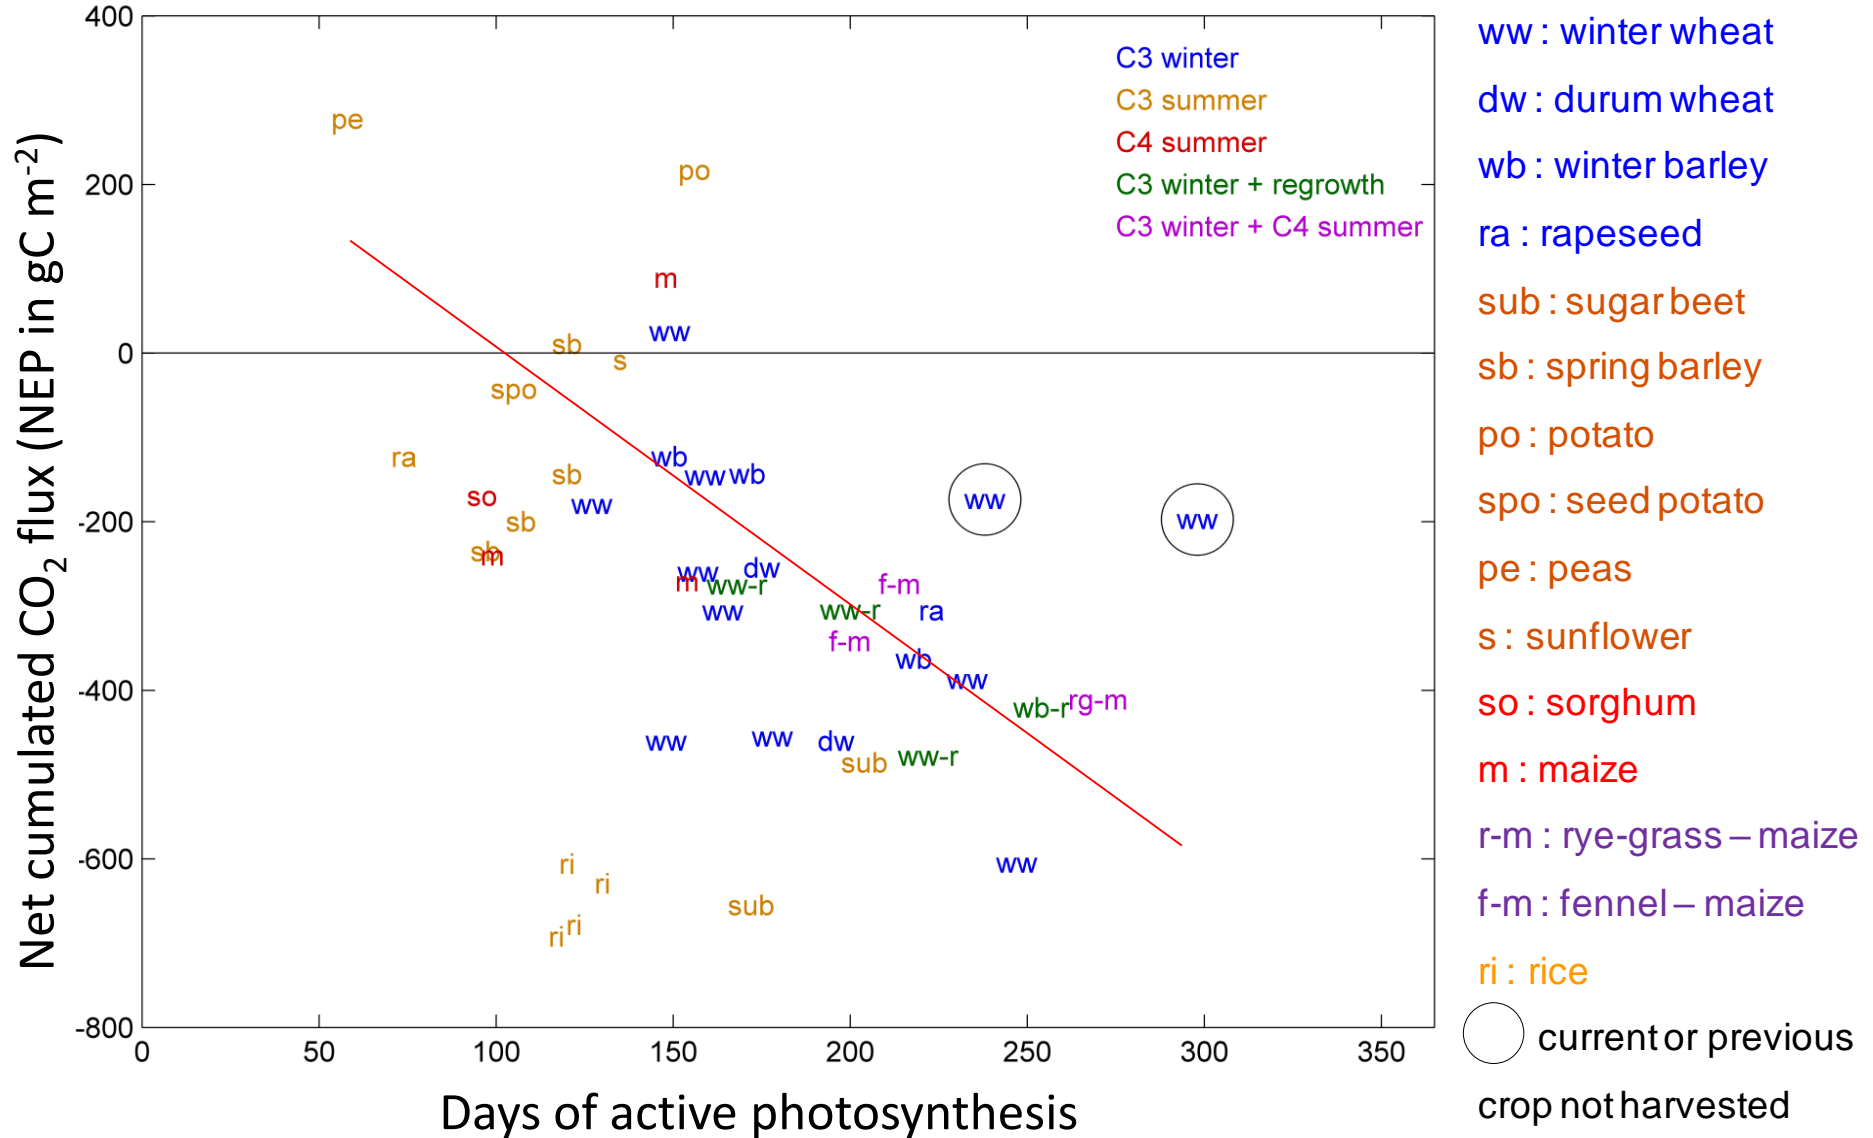 Net cumulated CO2 flux (NEP in gC m-2)
400
200
0
-200
-400
-600
-800
0
50
100
150
200
250
300
350
Days of active photosynthesis
C3 winter
C3 summer
C4 summer
C3 winter + regrowth
C3 winter + C4 summer
pe
po
m
ww
sb
s
spo
ra
wb
ww
wb
sb
so
ww
sb
sb
m
ww
ww
ww
dw
m
ww-r
ww
f-m
ww-r
ra
f-m
wb
ww
rg-m
wb-r
ww
ww
dw
sub
ww-r
ri
ri
ww
sub
ri
ri
ww : winter wheat
dw : durum wheat
wb : winter barley
ra : rapeseed
sub : sugar beet
sb : spring barley
po : potato
spo : seed potato
pe : peas
s : sunflower
so : sorghum
m : maize
r-m : rye-grass – maize
f-m : fennel – maize
ri : rice
current or previous
crop not harvested